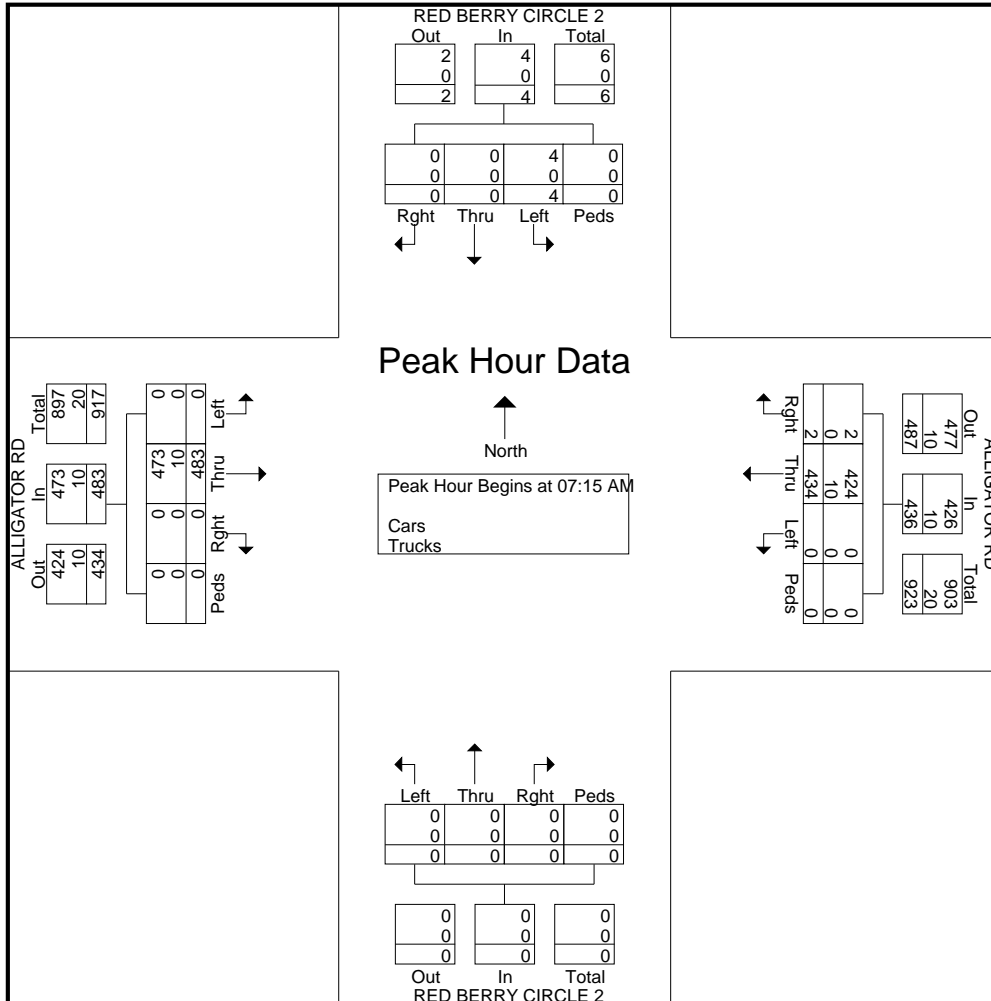 RED BERRY CIRCLE 2
Out In Total
2 4 6
0 0 0
2 4 6
0 0 4 0
0 0 0 0
0 0 4 0
Rght Thru Left Peds
Peak Hour Data
North
Peak Hour Begins at 07:15 AM
Cars
Trucks
ALLIGATOR RD
Out In Total
424 473 897
10 10 20
434 483 917
Peds Rght Thru Left
0 0 473 0
0 0 10 0
0 0 483 0
ALLIGATOR RD
Out In Total
477 426 903
10 10 20
487 436 923
Rght Thru Left Peds
2 424 0 0
0 10 0 0
2 434 0 0
Left Thru Rght Peds
0 0 0 0
0 0 0 0
0 0 0 0
0 0 0
0 0 0
0 0 0
Out In Total
RED BERRY CIRCLE 2